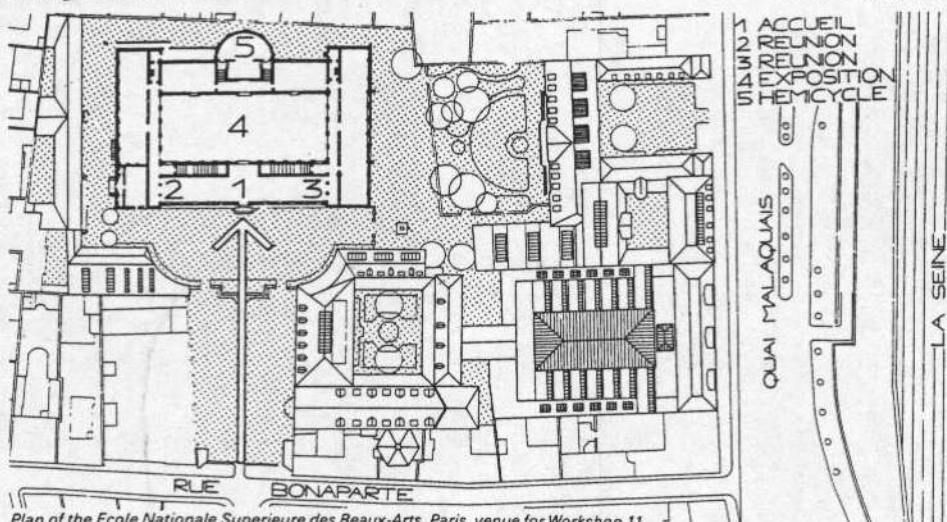 1 ACCUEIL
2 REUNION
3 REUNION
4 EXPOSITION
5 HEMICYCLE
5
4
2 1 3
QUAI MALAQUAIS
LA SEINE
RUE BONAPARTE
Plan of the Ecole Nationale Superieure des Beaux-Arts, Paris, venue for Workshop 11